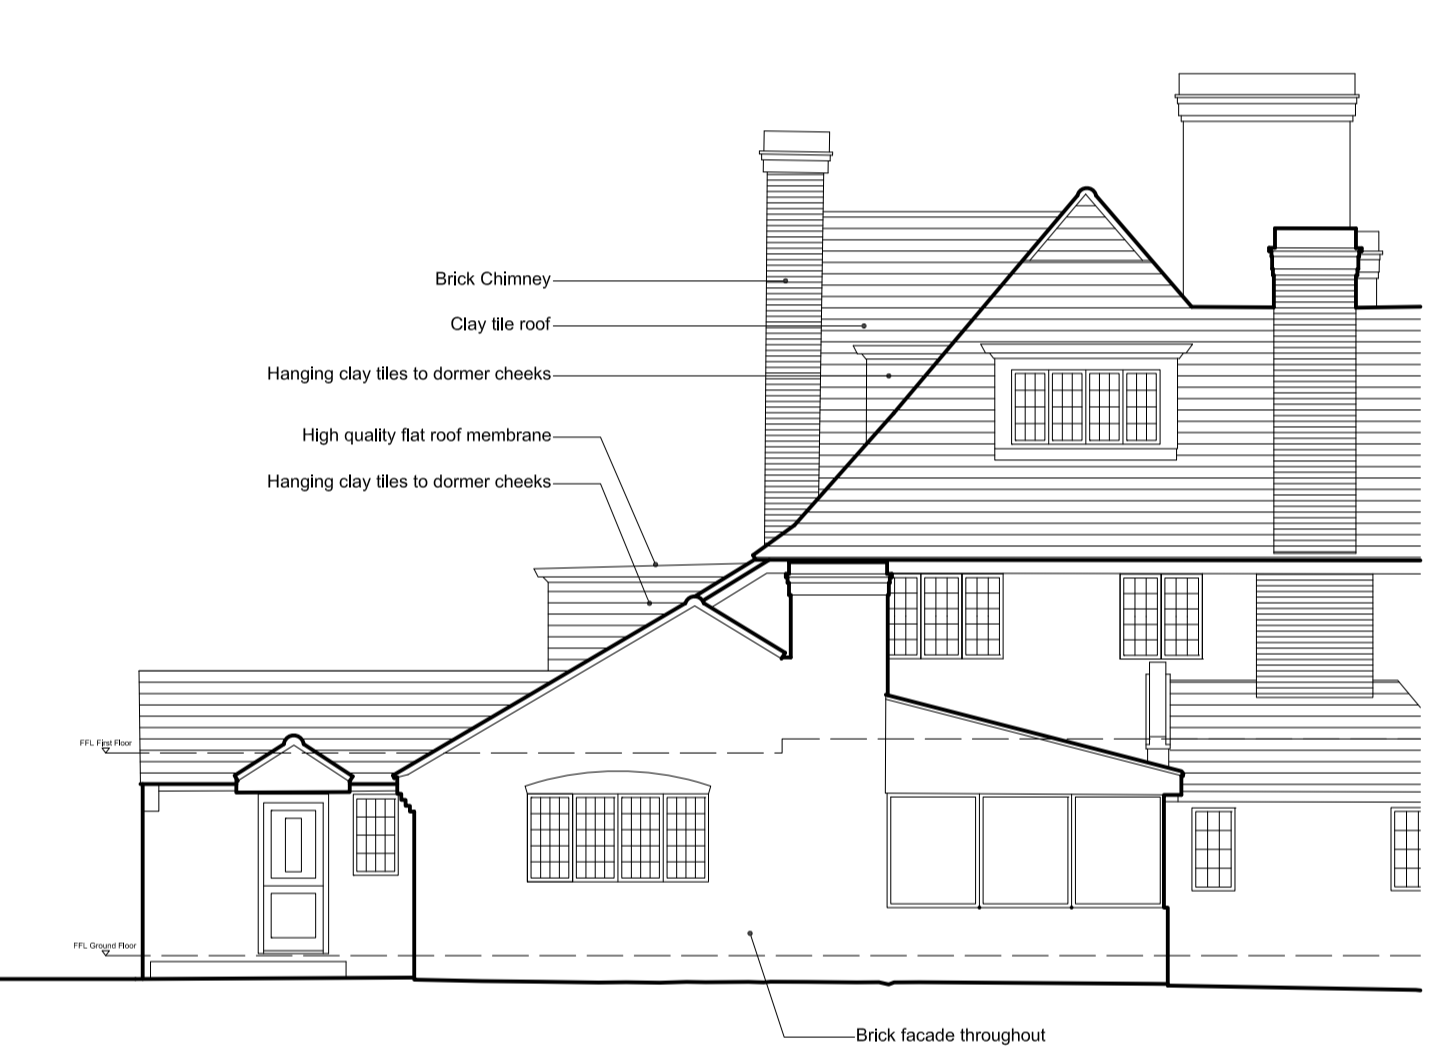 Brick Chimney
Clay tile roof
Hanging clay tiles to dormer cheeks
High quality flat roof membrane
Hanging clay tiles to dormer cheeks
FFL First Floor
FFL Ground Floor
Brick facade throughout